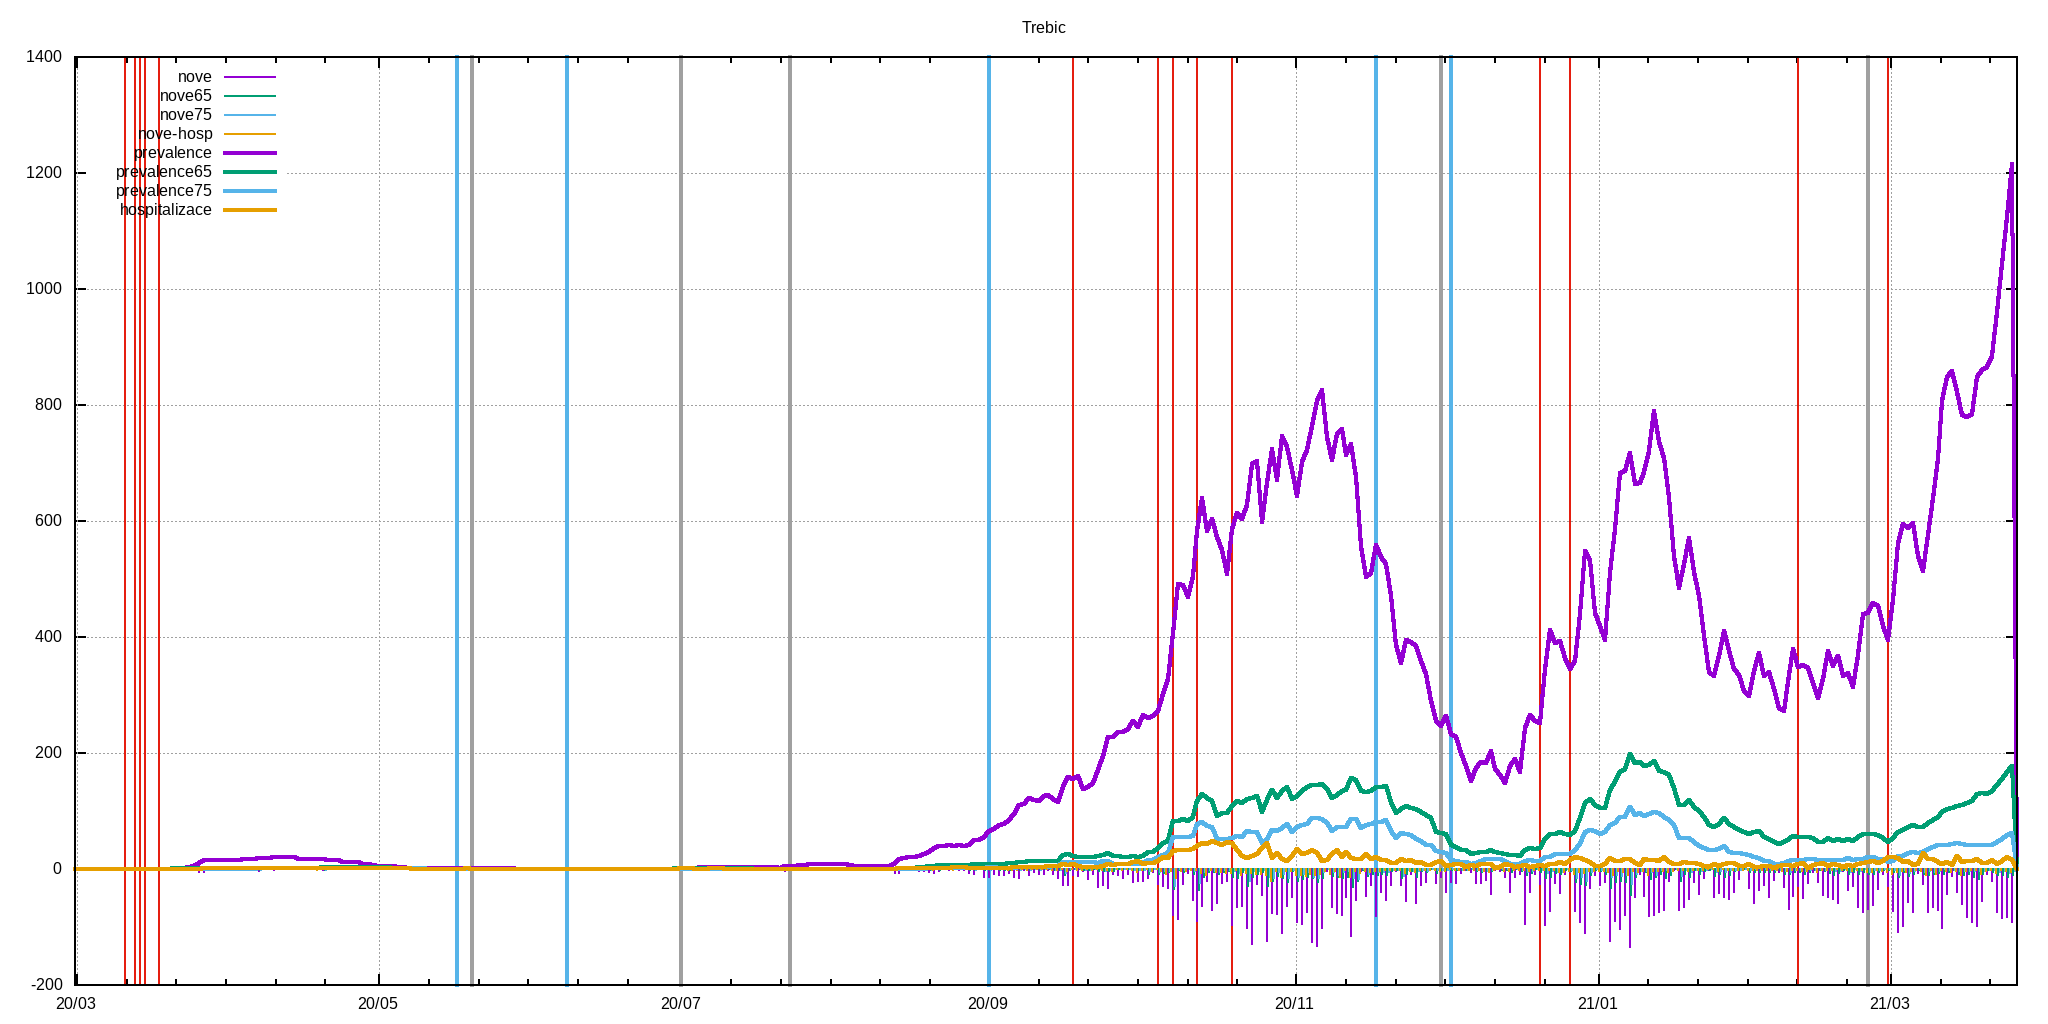 Trebic
1400
1200
1000
800
600
400
200
0
-200
nove
nove65
nove75
nove-hosp
prevalence
prevalence65
prevalence75
hospitalizace
20/03 20/05 20/07 20/09 20/11 21/01 21/03